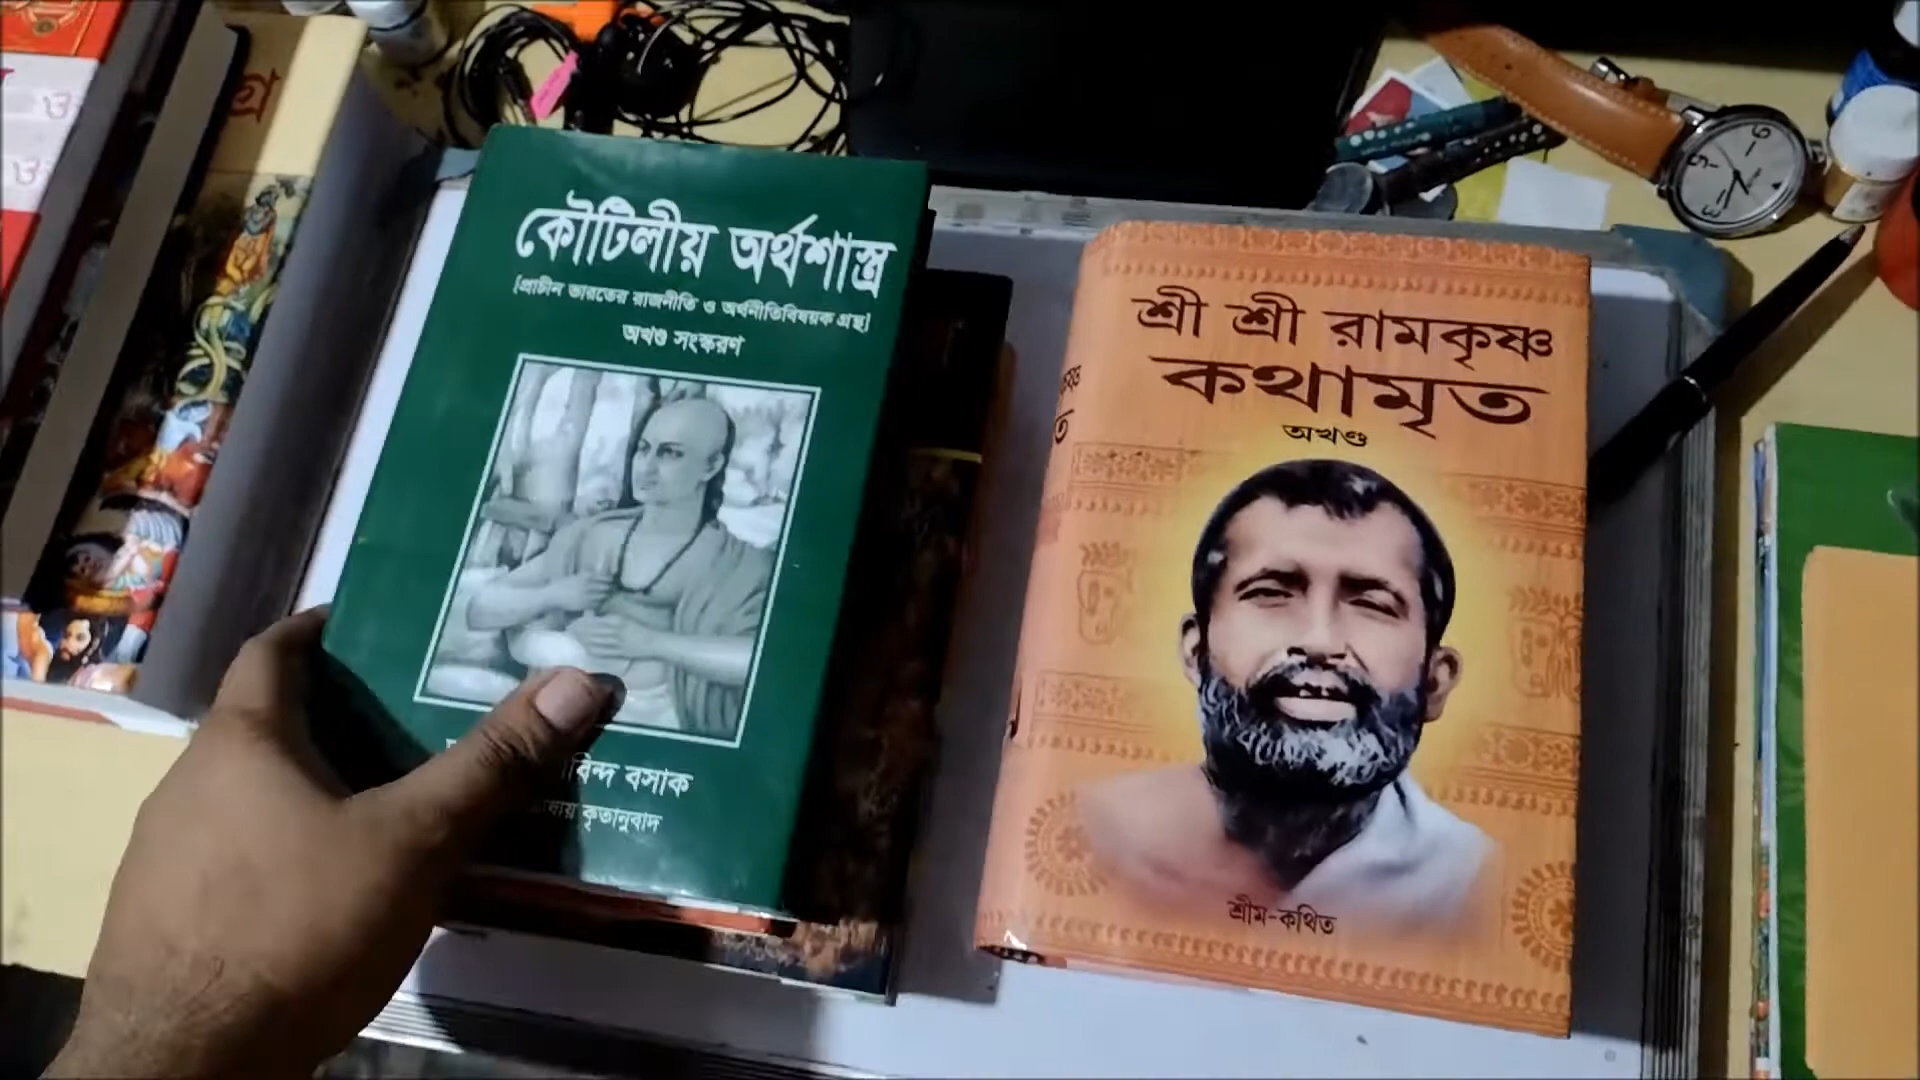 কৌটিলীয় অর্থশাস্ত্র
[প্রাচীন ভারতের রাজনীতি ও অর্থনীতিবিষয়ক গ্রন্থ]
অখণ্ড সংস্করণ
বসাক
কৃতানুবাদ
শ্রী শ্রী রামকৃষ্ণ
কথামৃত
অখণ্ড
শ্রীম-কথিত